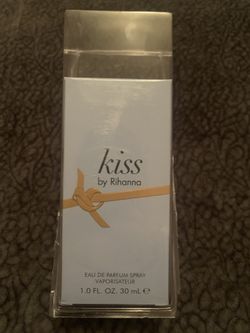 kiss
by Rihanna
EAU DE PARFUM SPRAY
VAPORISATEUR
1.0 FL. OZ. 30 mL ℮